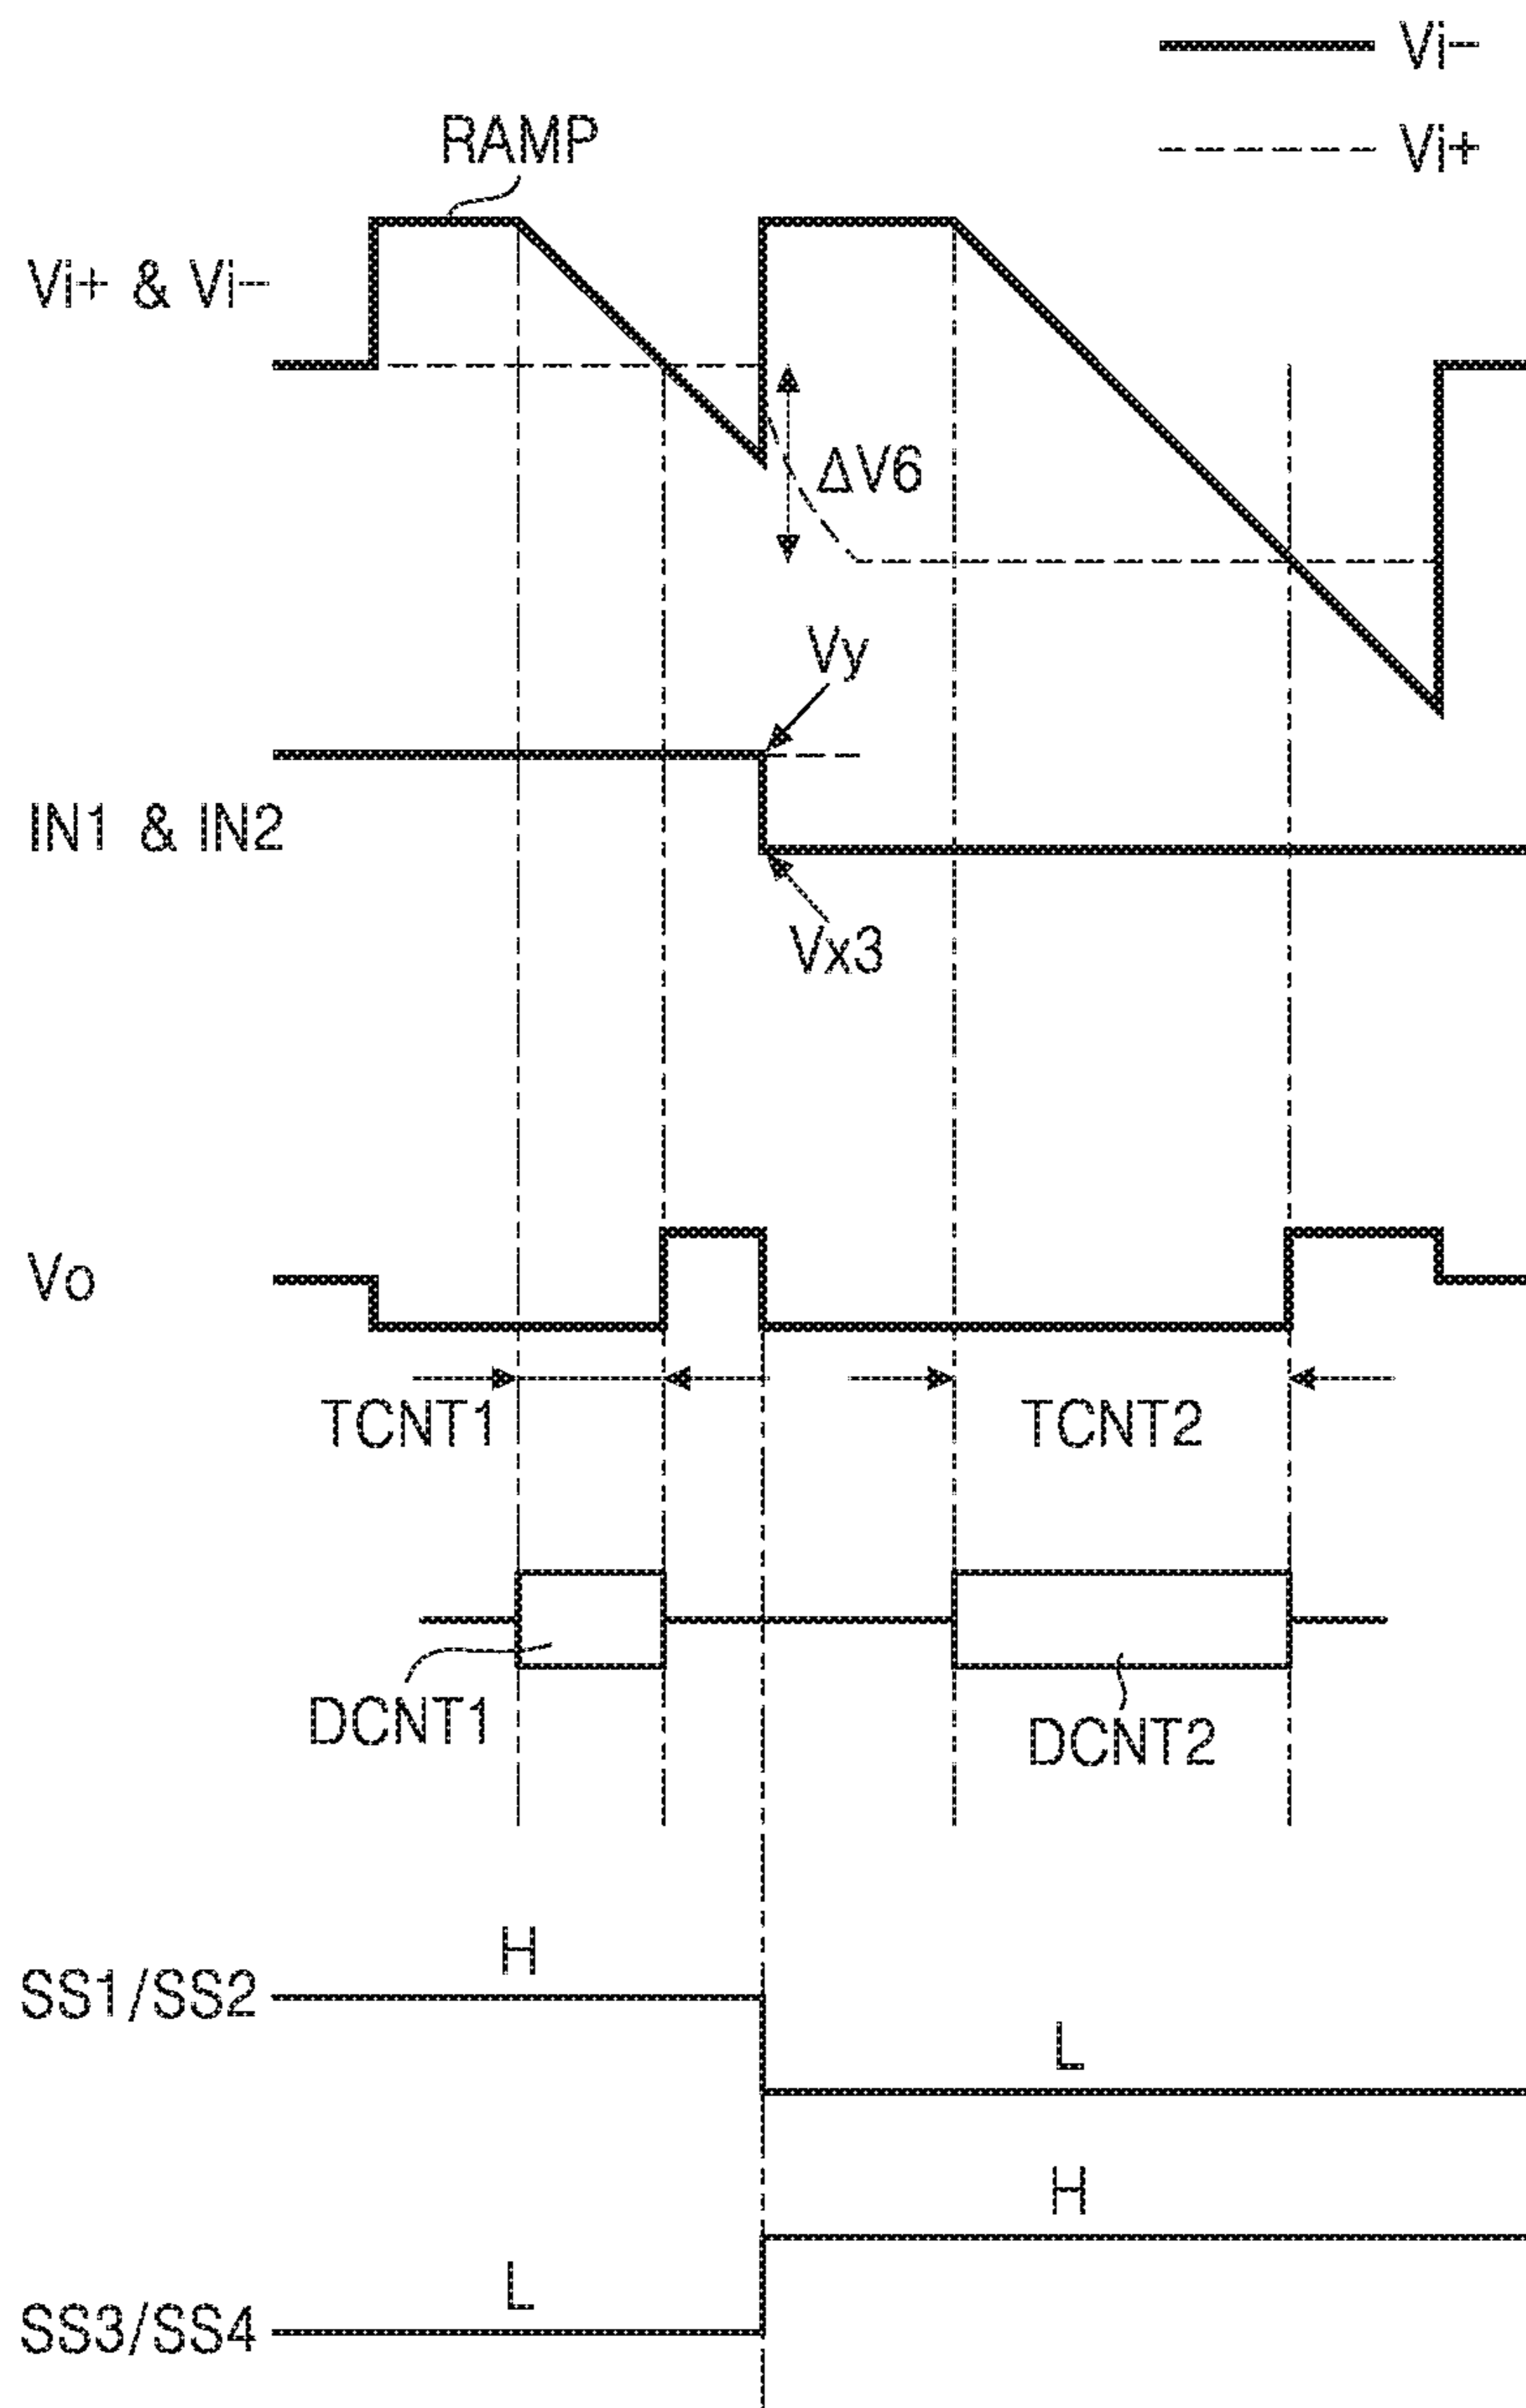 Vi-
Vi+
RAMP
Vi+ & Vi-
ΔV6
Vy
IN1 & IN2
Vx3
Vo
TCNT1
TCNT2
DCNT1
DCNT2
H
SS1/SS2
L
H
L
SS3/SS4